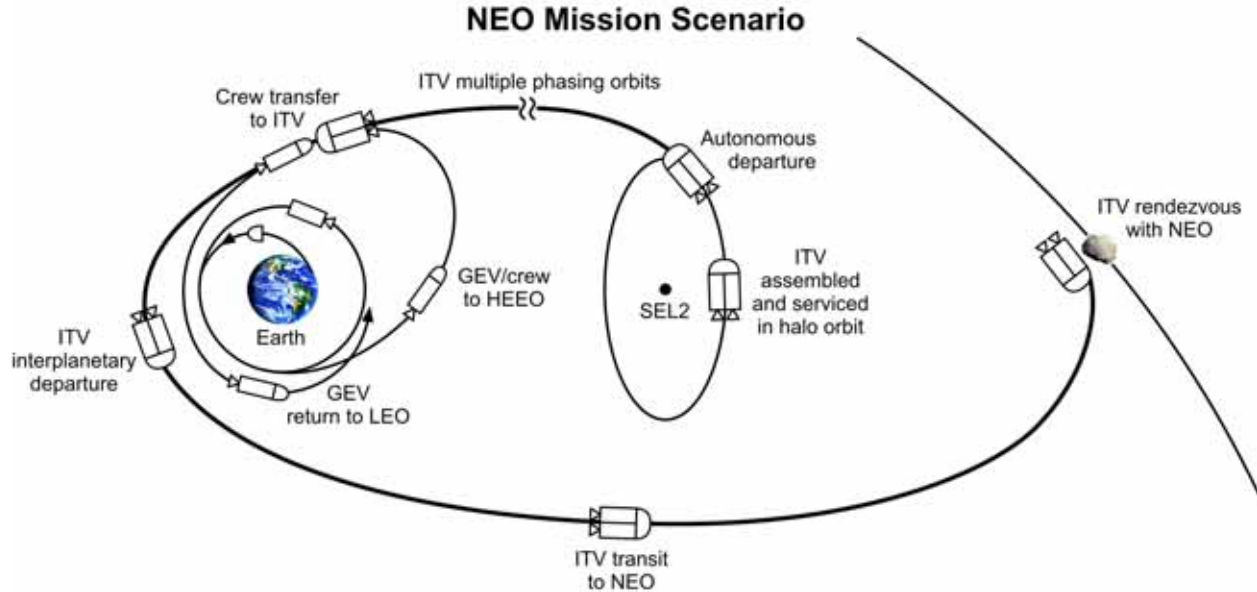 NEO Mission Scenario
ITV multiple phasing orbits
Crew transfer
to ITV
Autonomous
departure
ITV rendezvous
with NEO
GEV/crew
to HEEO
ITV
assembled
and serviced
in halo orbit
SEL2
Earth
ITV
interplanetary
departure
GEV
return to LEO
ITV transit
to NEO